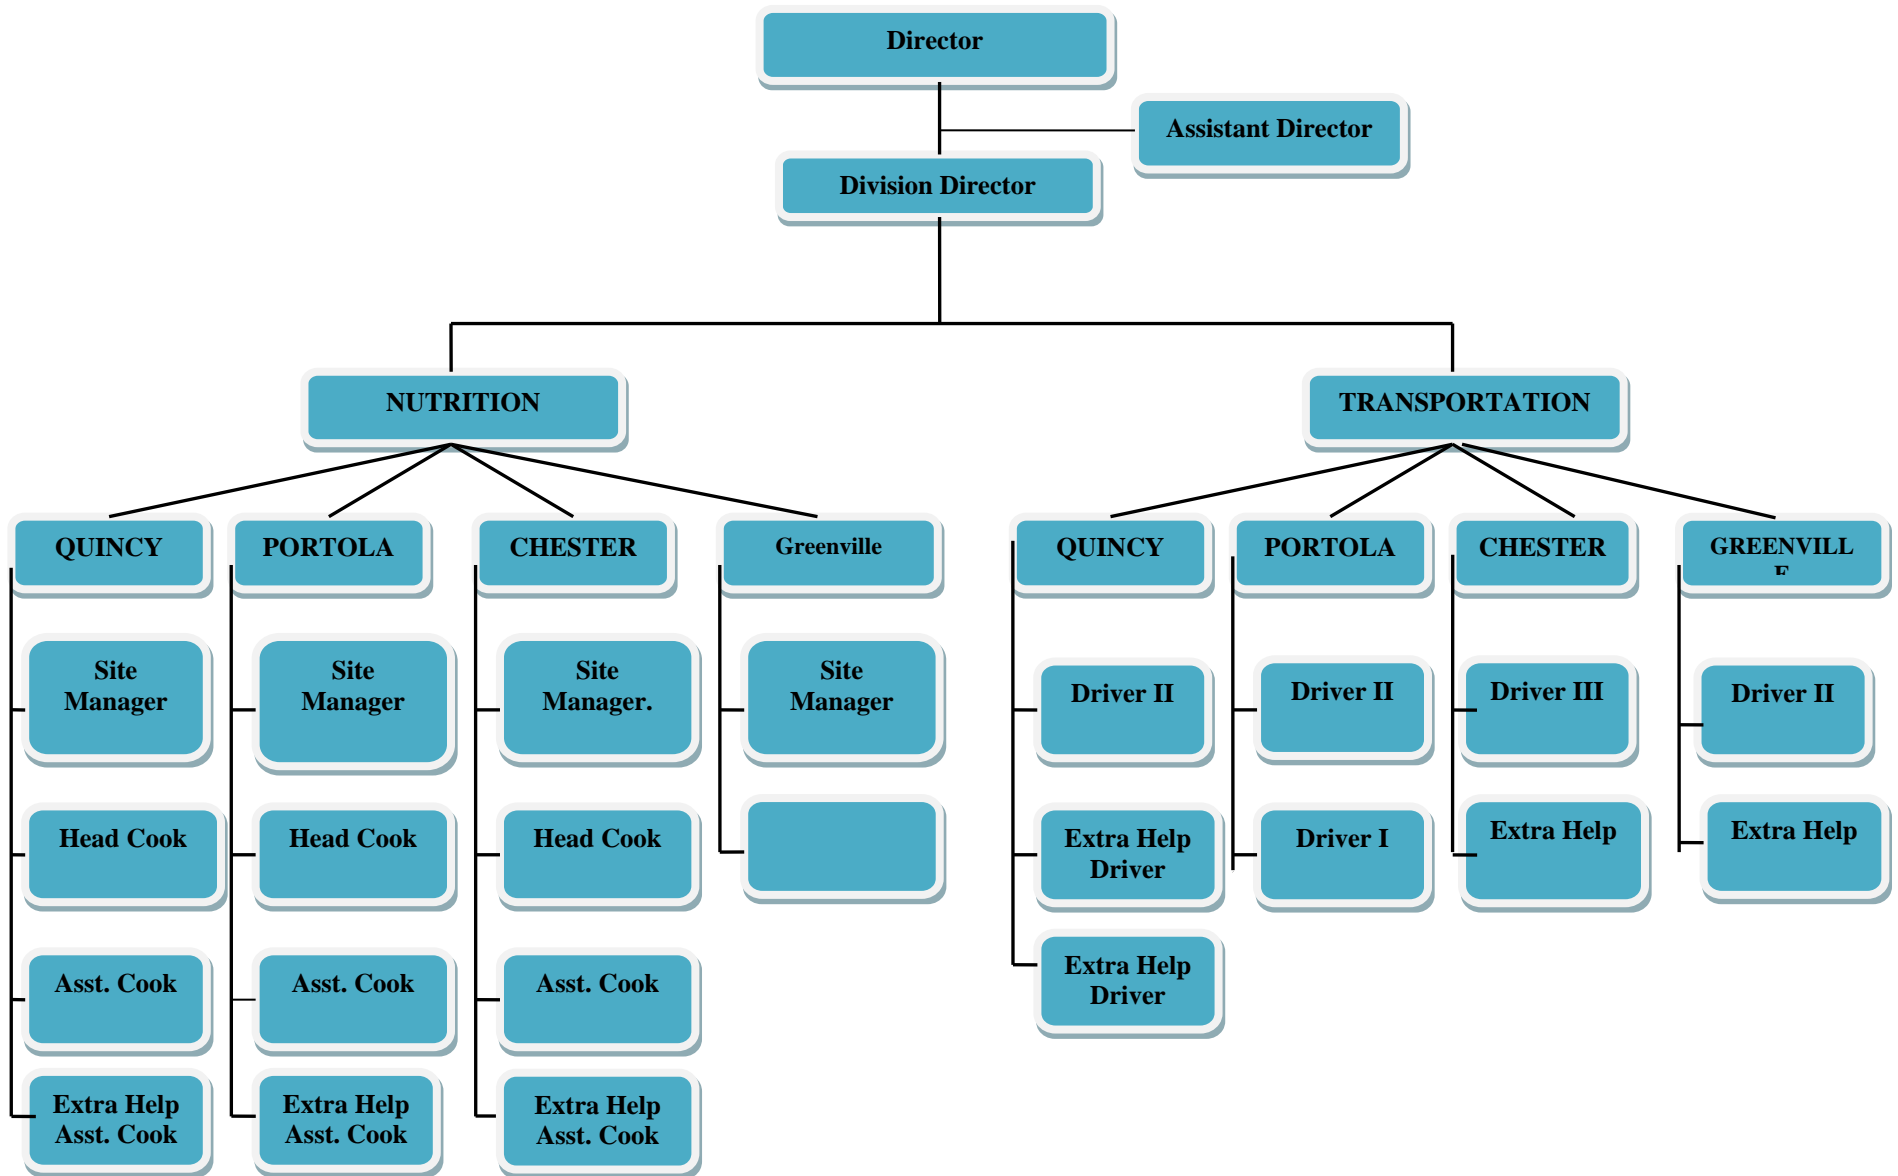 Director
Assistant Director
Division Director
NUTRITION
TRANSPORTATION
QUINCY
PORTOLA
CHESTER
Greenville
QUINCY
PORTOLA
CHESTER
GREENVILL
E
Site
Manager
Site
Manager
Site
Manager.
Site
Manager
Driver II
Driver II
Driver III
Driver II
Head Cook
Head Cook
Head Cook
Extra Help
Driver
Driver I
Extra Help
Extra Help
Asst. Cook
Asst. Cook
Asst. Cook
Extra Help
Driver
Extra Help
Asst. Cook
Extra Help
Asst. Cook
Extra Help
Asst. Cook